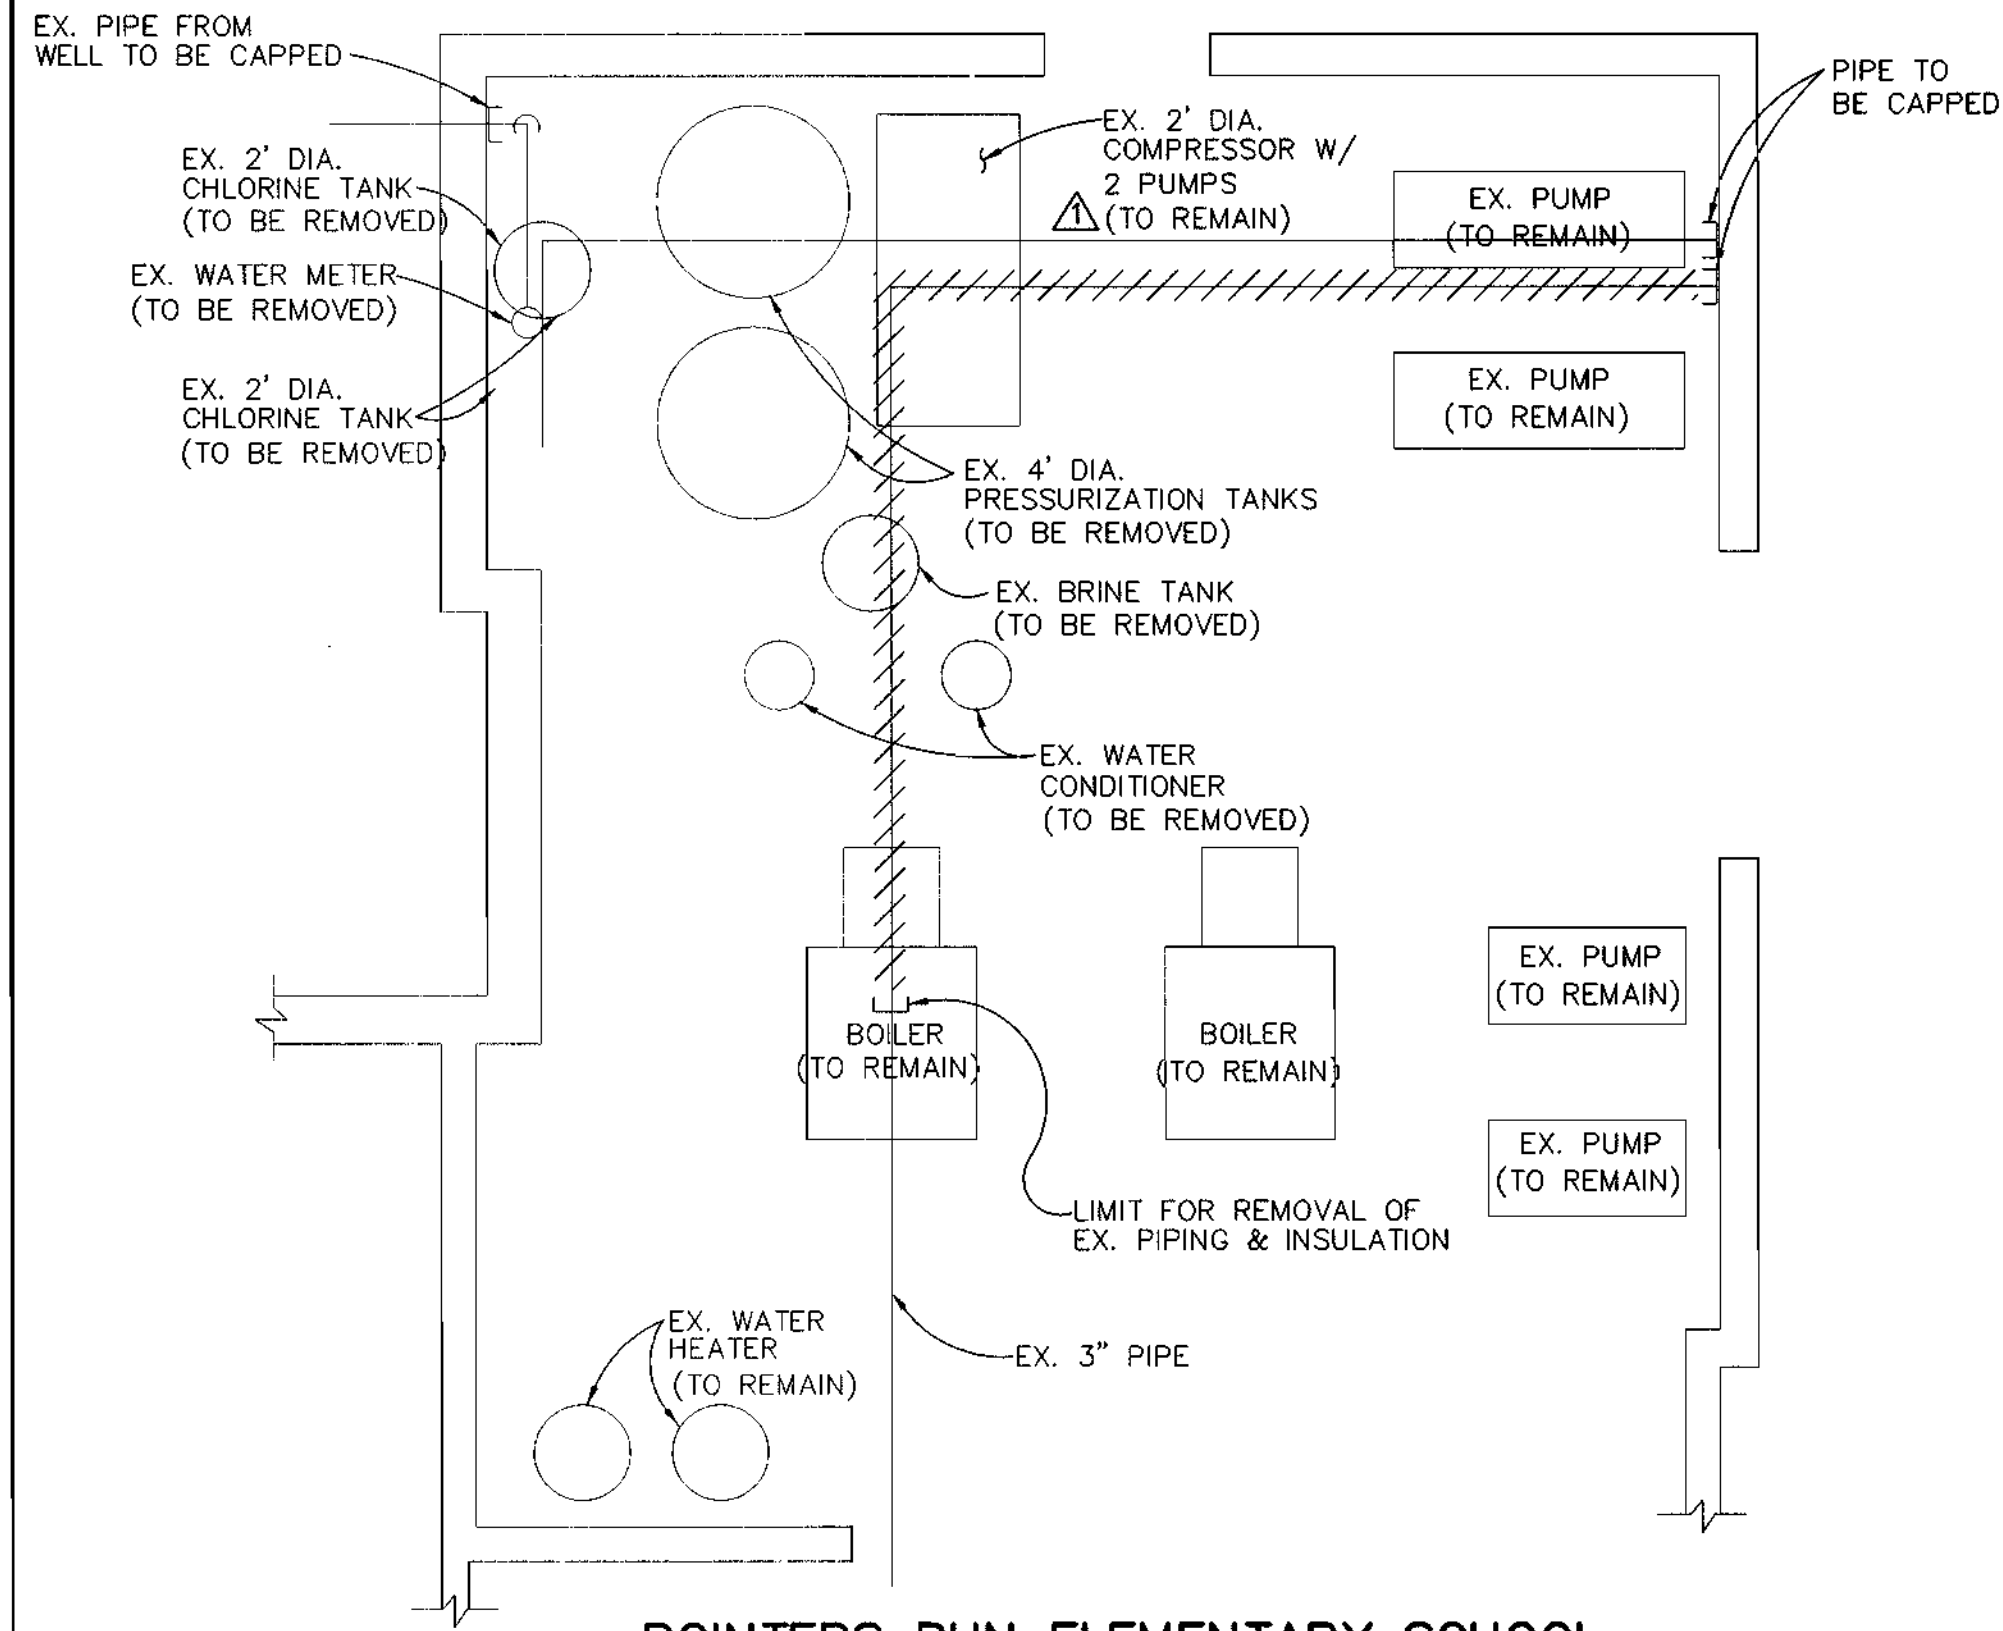 EX. PIPE FROM
WELL TO BE CAPPED
PIPE TO
BE CAPPED
EX. 2' DIA.
COMPRESSOR W/
2 PUMPS
1
(TO REMAIN)
EX. 2' DIA.
CHLORINE TANK
(TO BE REMOVED)
EX. PUMP
(TO REMAIN)
EX. WATER METER
(TO BE REMOVED)
EX. 2' DIA.
CHLORINE TANK
(TO BE REMOVED)
EX. PUMP
(TO REMAIN)
EX. 4' DIA.
PRESSURIZATION TANKS
(TO BE REMOVED)
EX. BRINE TANK
(TO BE REMOVED)
EX. WATER
CONDITIONER
(TO BE REMOVED)
EX. PUMP
(TO REMAIN)
BOILER
(TO REMAIN)
BOILER
(TO REMAIN)
EX. PUMP
(TO REMAIN)
LIMIT FOR REMOVAL OF
EX. PIPING & INSULATION
EX. WATER
HEATER
(TO REMAIN)
EX. 3" PIPE
POINTERS RUN ELEMENTARY SCHOOL